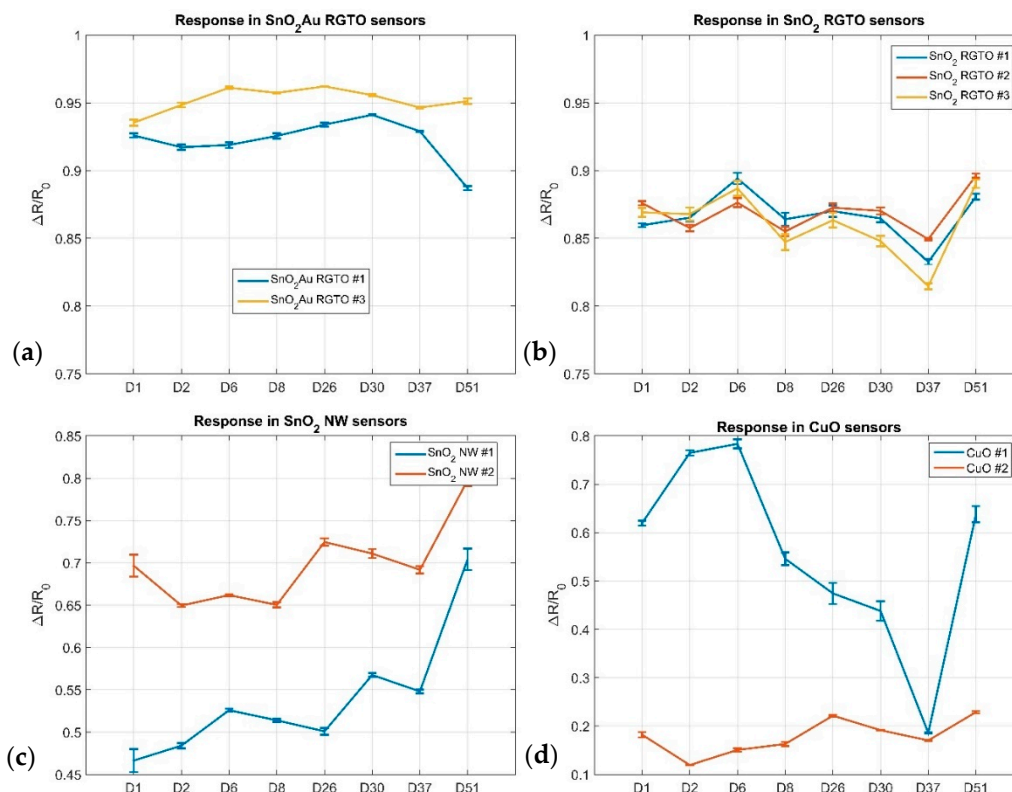 Response in SnO2Au RGTO sensors
1
0.95
0.9
0.85
0.8
0.75
ΔR/R0
SnO2Au RGTO #1
SnO2Au RGTO #3
(a)
D1 D2 D6 D8 D26 D30 D37 D51
Response in SnO2 RGTO sensors
1
0.95
0.9
0.85
0.8
0.75
ΔR/R0
SnO2 RGTO #1
SnO2 RGTO #2
SnO2 RGTO #3
(b)
D1 D2 D6 D8 D26 D30 D37 D51
Response in SnO2 NW sensors
0.85
0.8
0.75
0.7
0.65
0.6
0.55
0.5
0.45
ΔR/R0
SnO2 NW #1
SnO2 NW #2
(c)
D1 D2 D6 D8 D26 D30 D37 D51
Response in CuO sensors
0.8
0.7
0.6
0.5
0.4
0.3
0.2
0.1
ΔR/R0
CuO #1
CuO #2
(d)
D1 D2 D6 D8 D26 D30 D37 D51